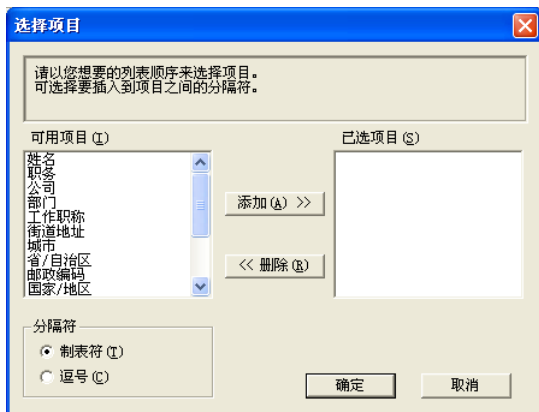 选择项目
请以您想要的列表顺序来选择项目。
可选择要插入到项目之间的分隔符。
可用项目(I)
已选项目(S)
姓名
职务
公司
部门
工作职称
街道地址
城市
省/自治区
邮政编码
国家/地区
添加(A) >>
<< 删除(R)
分隔符
制表符(T)
逗号(C)
确定
取消